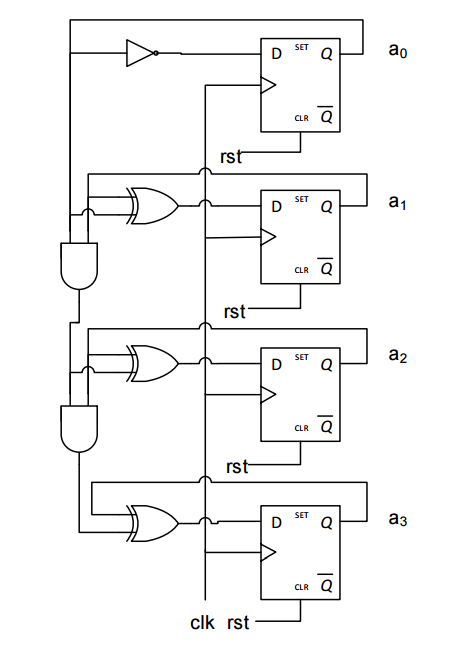 SET
D Q a0
CLR Q
rst
SET
D Q a1
CLR Q
rst
SET
D Q a2
CLR Q
rst
SET
D Q a3
CLR Q
clk rst